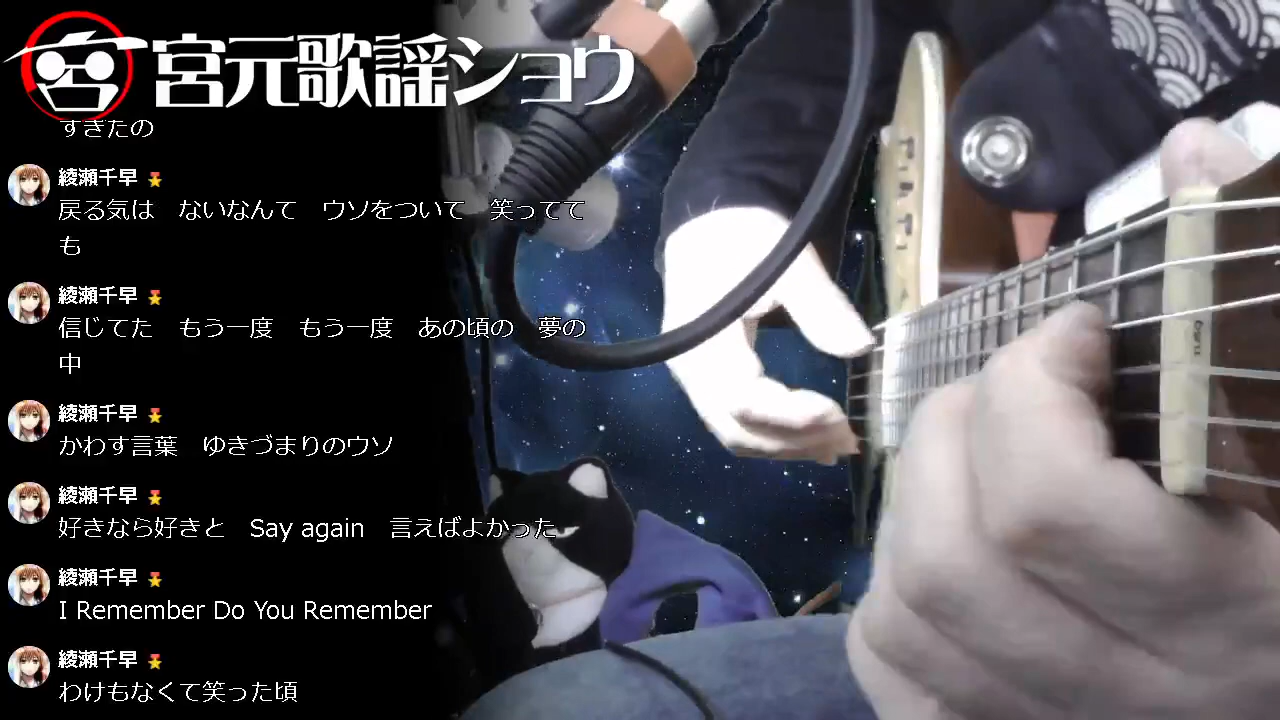 宮元歌謡ショウ
すぎたの
綾瀬千早
戻る気は　ないなんて　ウソをついて　笑ってて
も
綾瀬千早
信じてた　もう一度　もう一度　あの頃の　夢の
中
綾瀬千早
かわす言葉　ゆきづまりのウソ
綾瀬千早
好きなら好きと　Say again　言えばよかった
綾瀬千早
I Remember Do You Remember
綾瀬千早
わけもなくて笑った頃